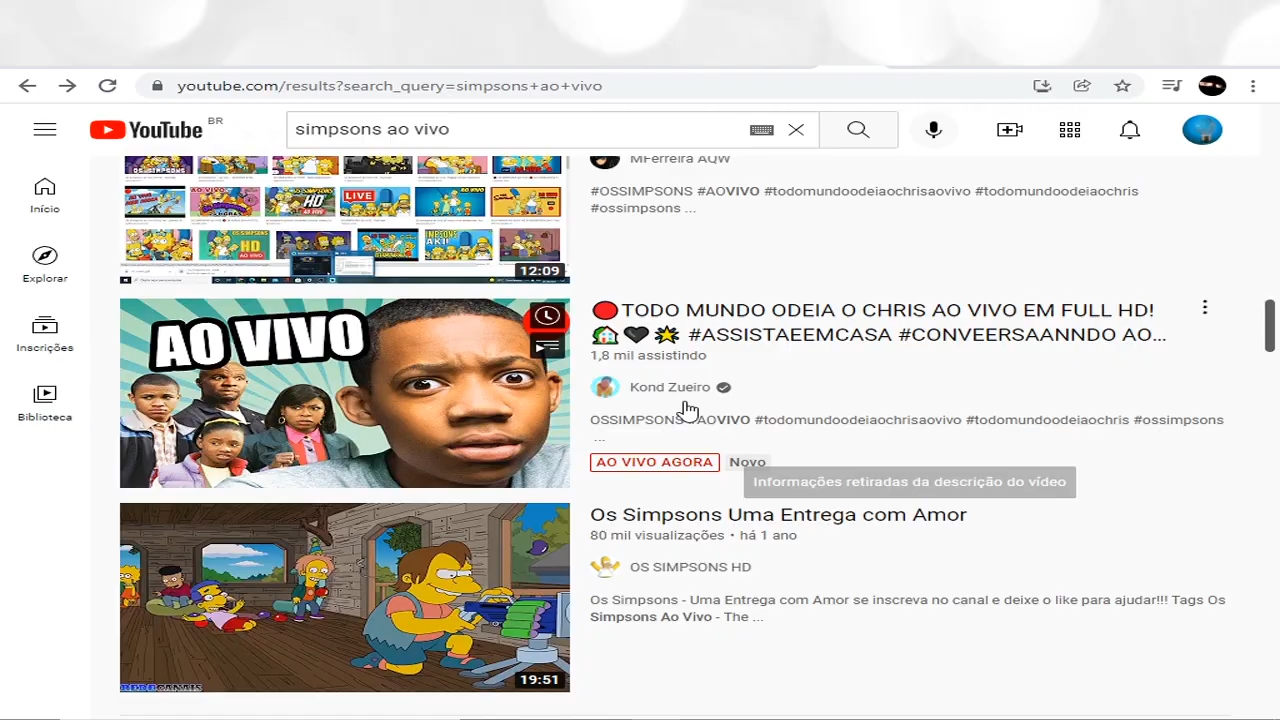 youtube.com/results?search_query=simpsons+ao+vivo
YouTube BR
simpsons ao vivo
Início
Explorar
Inscrições
Biblioteca
LIVE
HD
12:09
MFerreira AQW
#OSSIMPSONS #AOVIVO #todomundoodeiaochrisaovivo #todomundoodeiaochris
#ossimpsons ...
AO VIVO
🔴TODO MUNDO ODEIA O CHRIS AO VIVO EM FULL HD!
🏡🖤🌟 #ASSISTAEEMCASA #CONVEERSAANNDO AO...
1,8 mil assistindo
Kond Zueiro
OSSIMPSONS #AOVIVO #todomundoodeiaochrisaovivo #todomundoodeiaochris #ossimpsons
...
AO VIVO AGORA Novo
Informações retiradas da descrição do vídeo
19:51
Os Simpsons Uma Entrega com Amor
80 mil visualizações • há 1 ano
OS SIMPSONS HD
Os Simpsons - Uma Entrega com Amor se inscreva no canal e deixe o like para ajudar!!! Tags Os
Simpsons Ao Vivo - The ...